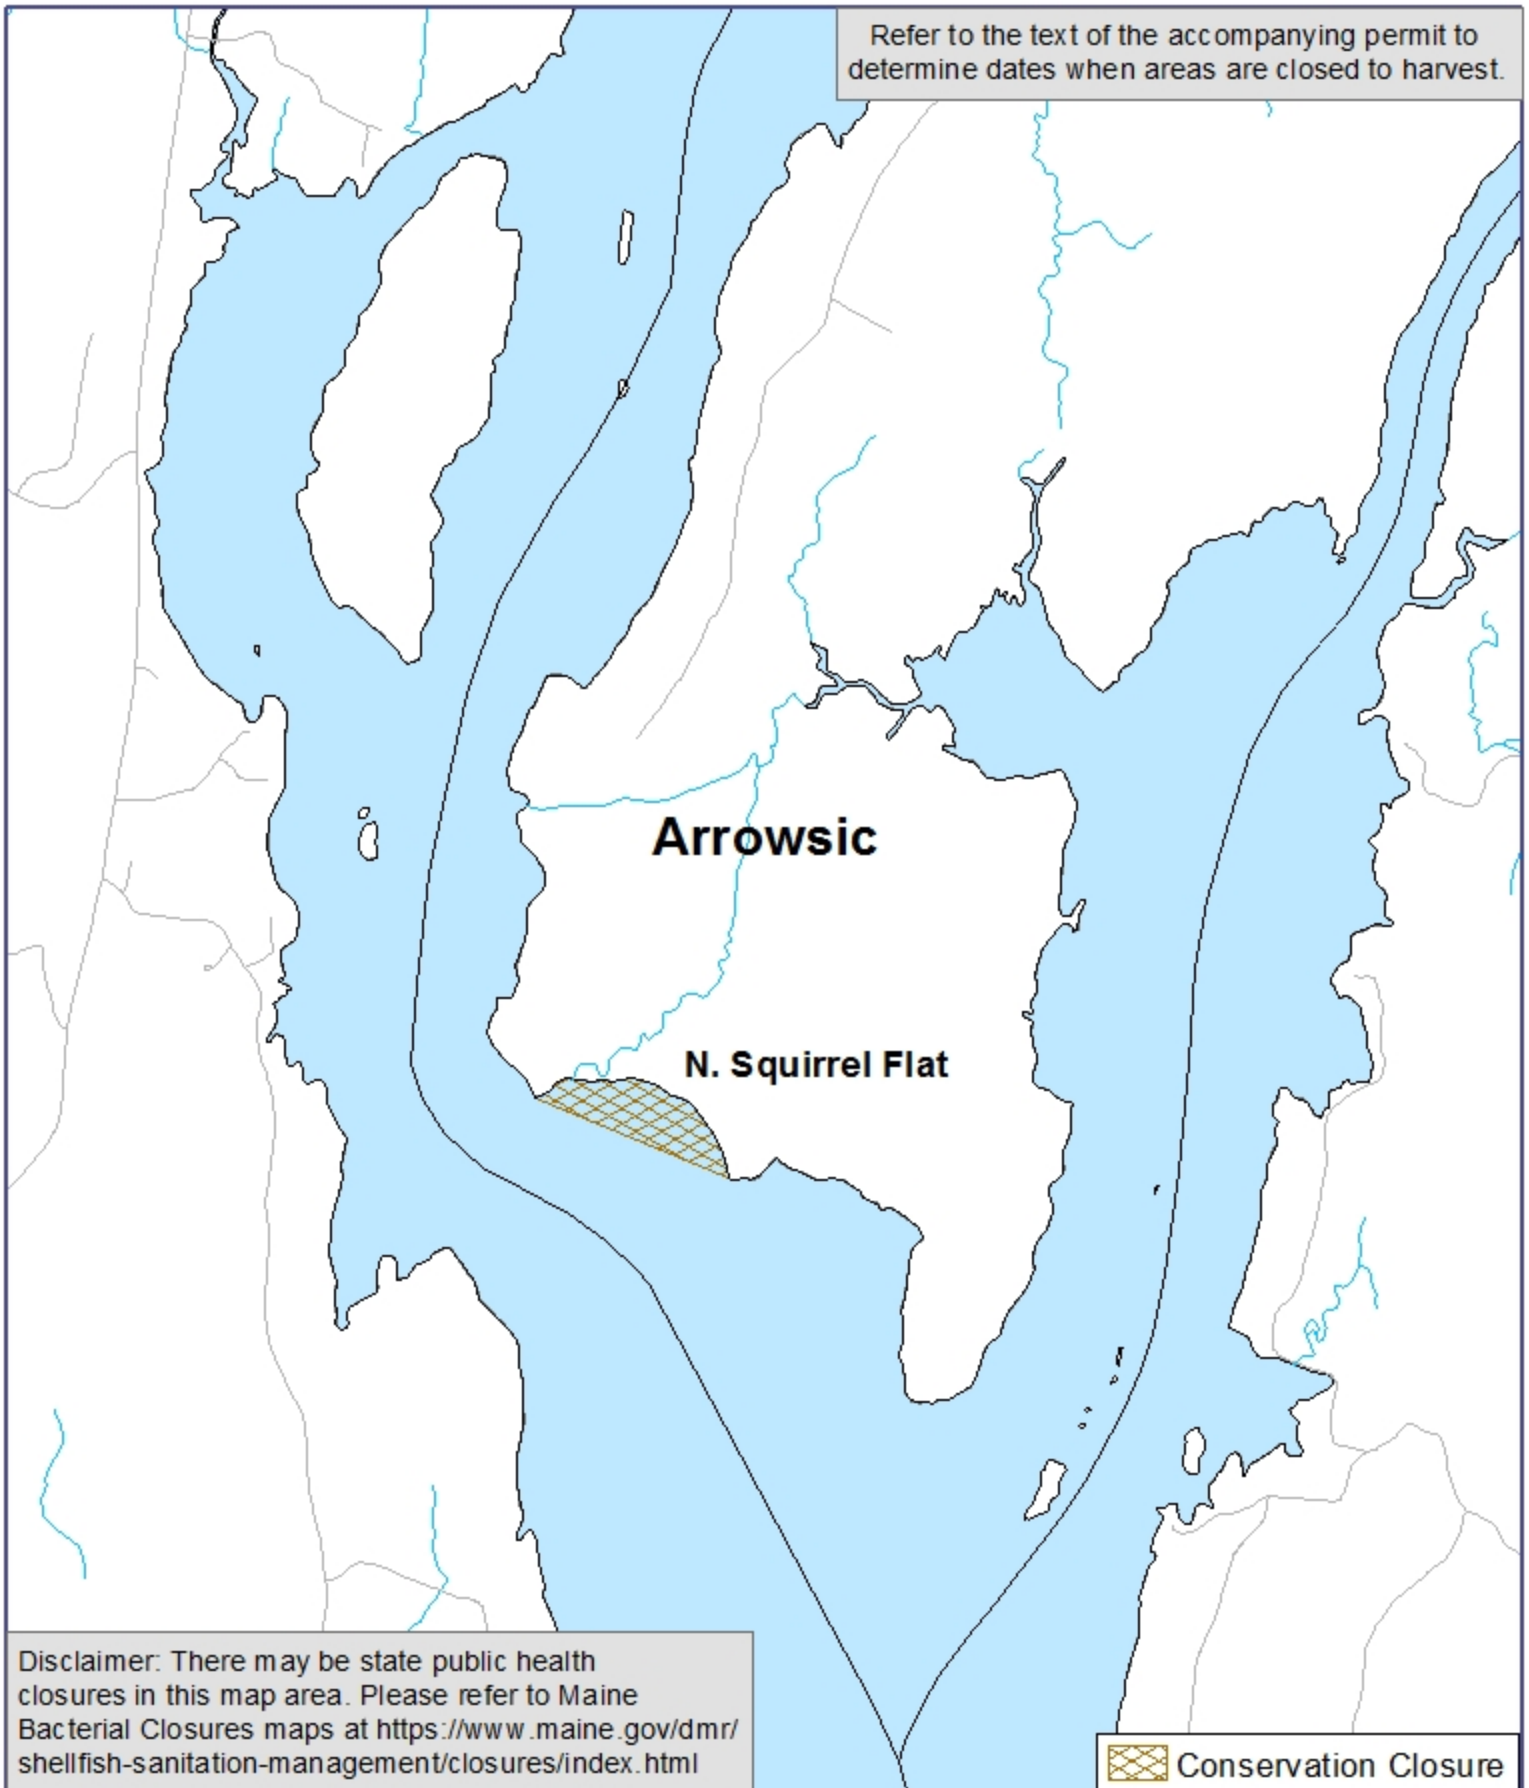 Refer to the text of the accompanying permit to
determine dates when areas are closed to harvest.
Arrowsic
N. Squirrel Flat
Disclaimer: There may be state public health
closures in this map area. Please refer to Maine
Bacterial Closures maps at https://www.maine.gov/dmr/
shellfish-sanitation-management/closures/index.html
Conservation Closure